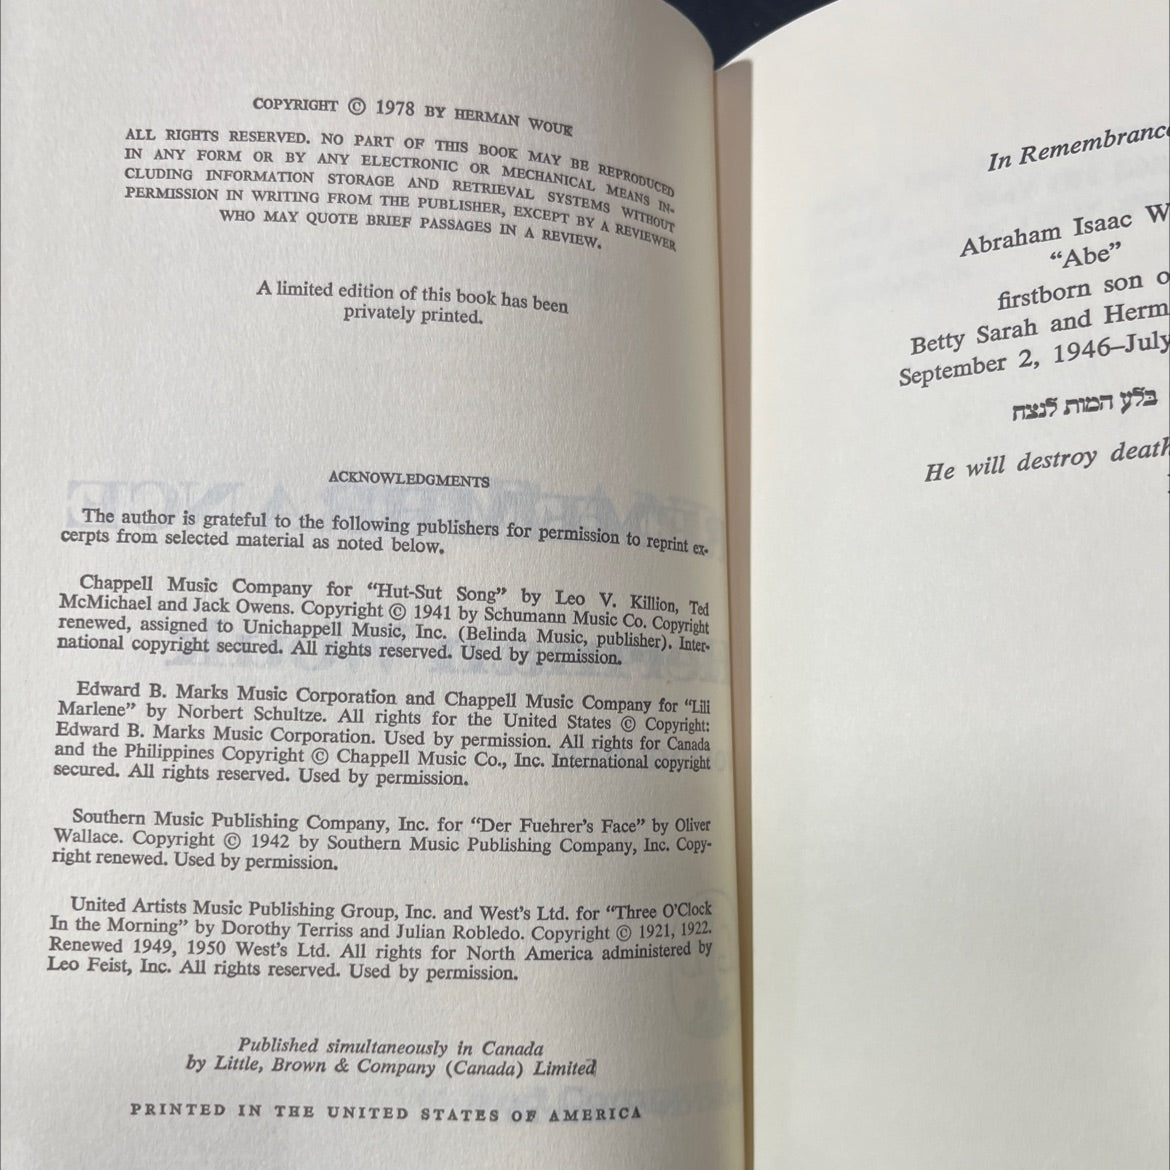 COPYRIGHT © 1978 BY HERMAN WOUK
ALL RIGHTS RESERVED. NO PART OF THIS BOOK MAY BE REPRODUCED
IN ANY FORM OR BY ANY ELECTRONIC OR MECHANICAL MEANS IN-
CLUDING INFORMATION STORAGE AND RETRIEVAL SYSTEMS WITHOUT
PERMISSION IN WRITING FROM THE PUBLISHER, EXCEPT BY A REVIEWER
WHO MAY QUOTE BRIEF PASSAGES IN A REVIEW.
A limited edition of this book has been
privately printed.
ACKNOWLEDGMENTS
The author is grateful to the following publishers for permission to reprint ex-
cerpts from selected material as noted below.
Chappell Music Company for “Hut-Sut Song” by Leo V. Killion, Ted
McMichael and Jack Owens. Copyright © 1941 by Schumann Music Co. Copyright
renewed, assigned to Unichappell Music, Inc. (Belinda Music, publisher). Inter-
national copyright secured. All rights reserved. Used by permission.
Edward B. Marks Music Corporation and Chappell Music Company for “Lili
Marlene” by Norbert Schultze. All rights for the United States © Copyright:
Edward B. Marks Music Corporation. Used by permission. All rights for Canada
and the Philippines Copyright © Chappell Music Co., Inc. International copyright
secured. All rights reserved. Used by permission.
Southern Music Publishing Company, Inc. for “Der Fuehrer’s Face” by Oliver
Wallace. Copyright © 1942 by Southern Music Publishing Company, Inc. Copy-
right renewed. Used by permission.
United Artists Music Publishing Group, Inc. and West’s Ltd. for “Three O’Clock
In the Morning” by Dorothy Terriss and Julian Robledo. Copyright © 1921, 1922.
Renewed 1949, 1950 West’s Ltd. All rights for North America administered by
Leo Feist, Inc. All rights reserved. Used by permission.
Published simultaneously in Canada
by Little, Brown & Company (Canada) Limited
PRINTED IN THE UNITED STATES OF AMERICA
In Remembrance
Abraham Isaac W
“Abe”
firstborn son o
Betty Sarah and Herm
September 2, 1946–July
בלע המות לנצח
He will destroy death